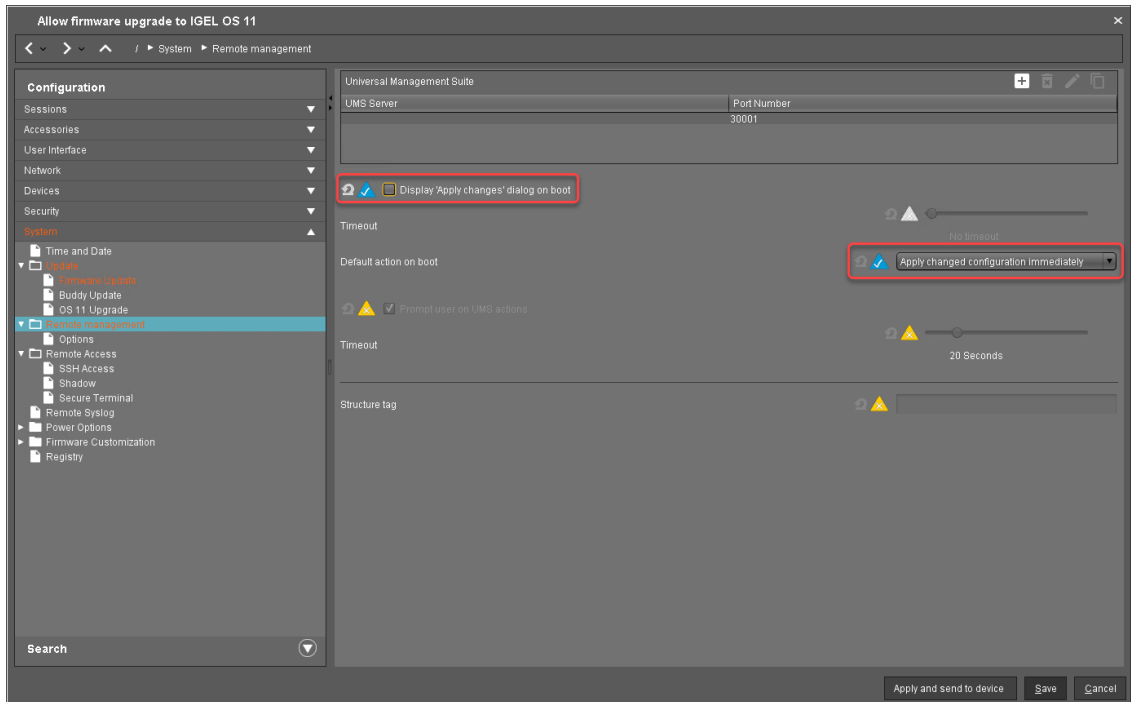 Allow firmware upgrade to IGEL OS 11
/ System Remote management
Configuration
Sessions
Accessories
User Interface
Network
Devices
Security
System
Time and Date
Update
Firmware Update
Buddy Update
OS 11 Upgrade
Remote management
Options
Remote Access
SSH Access
Shadow
Secure Terminal
Remote Syslog
Power Options
Firmware Customization
Registry
Search
Universal Management Suite
UMS Server Port Number
30001
Display 'Apply changes' dialog on boot
Timeout
No timeout
Default action on boot Apply changed configuration immediately
Prompt user on UMS actions
Timeout
20 Seconds
Structure tag
Apply and send to device Save Cancel